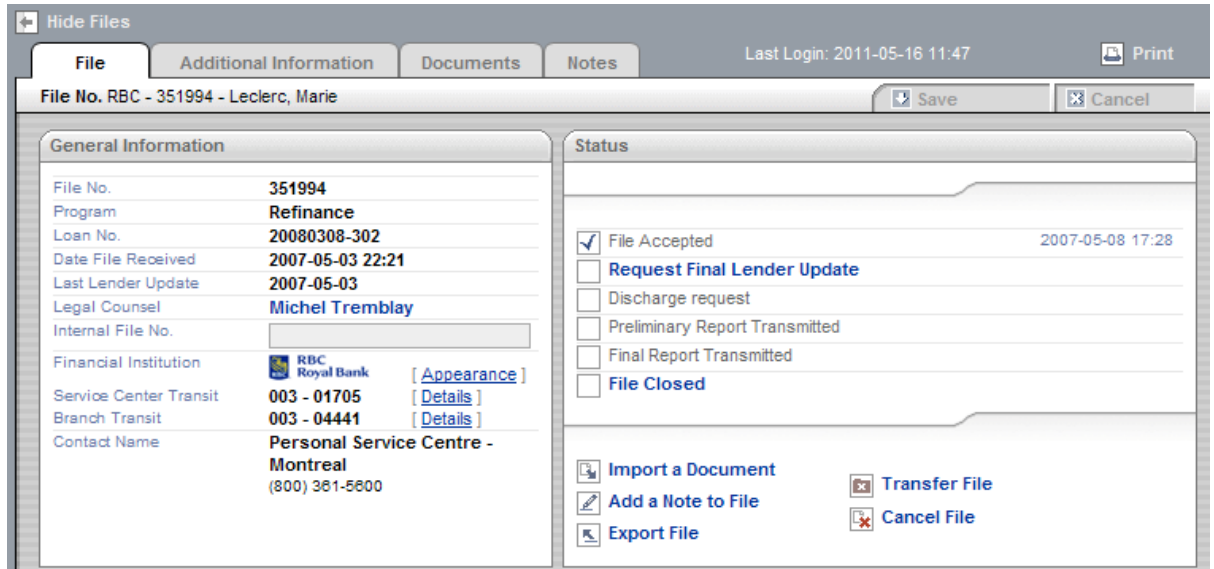 Hide Files
File Additional Information Documents Notes Last Login: 2011-05-16 11:47 Print
File No. RBC - 351994 - Leclerc, Marie Save Cancel
General Information
File No. 351994
Program Refinance
Loan No. 20080308-302
Date File Received 2007-05-03 22:21
Last Lender Update 2007-05-03
Legal Counsel Michel Tremblay
Internal File No.
Financial Institution RBC Royal Bank [ Appearance ]
Service Center Transit 003 - 01705 [ Details ]
Branch Transit 003 - 04441 [ Details ]
Contact Name Personal Service Centre -
Montreal
(800) 361-5600
Status
File Accepted 2007-05-08 17:28
Request Final Lender Update
Discharge request
Preliminary Report Transmitted
Final Report Transmitted
File Closed
Import a Document
Add a Note to File
Export File
Transfer File
Cancel File